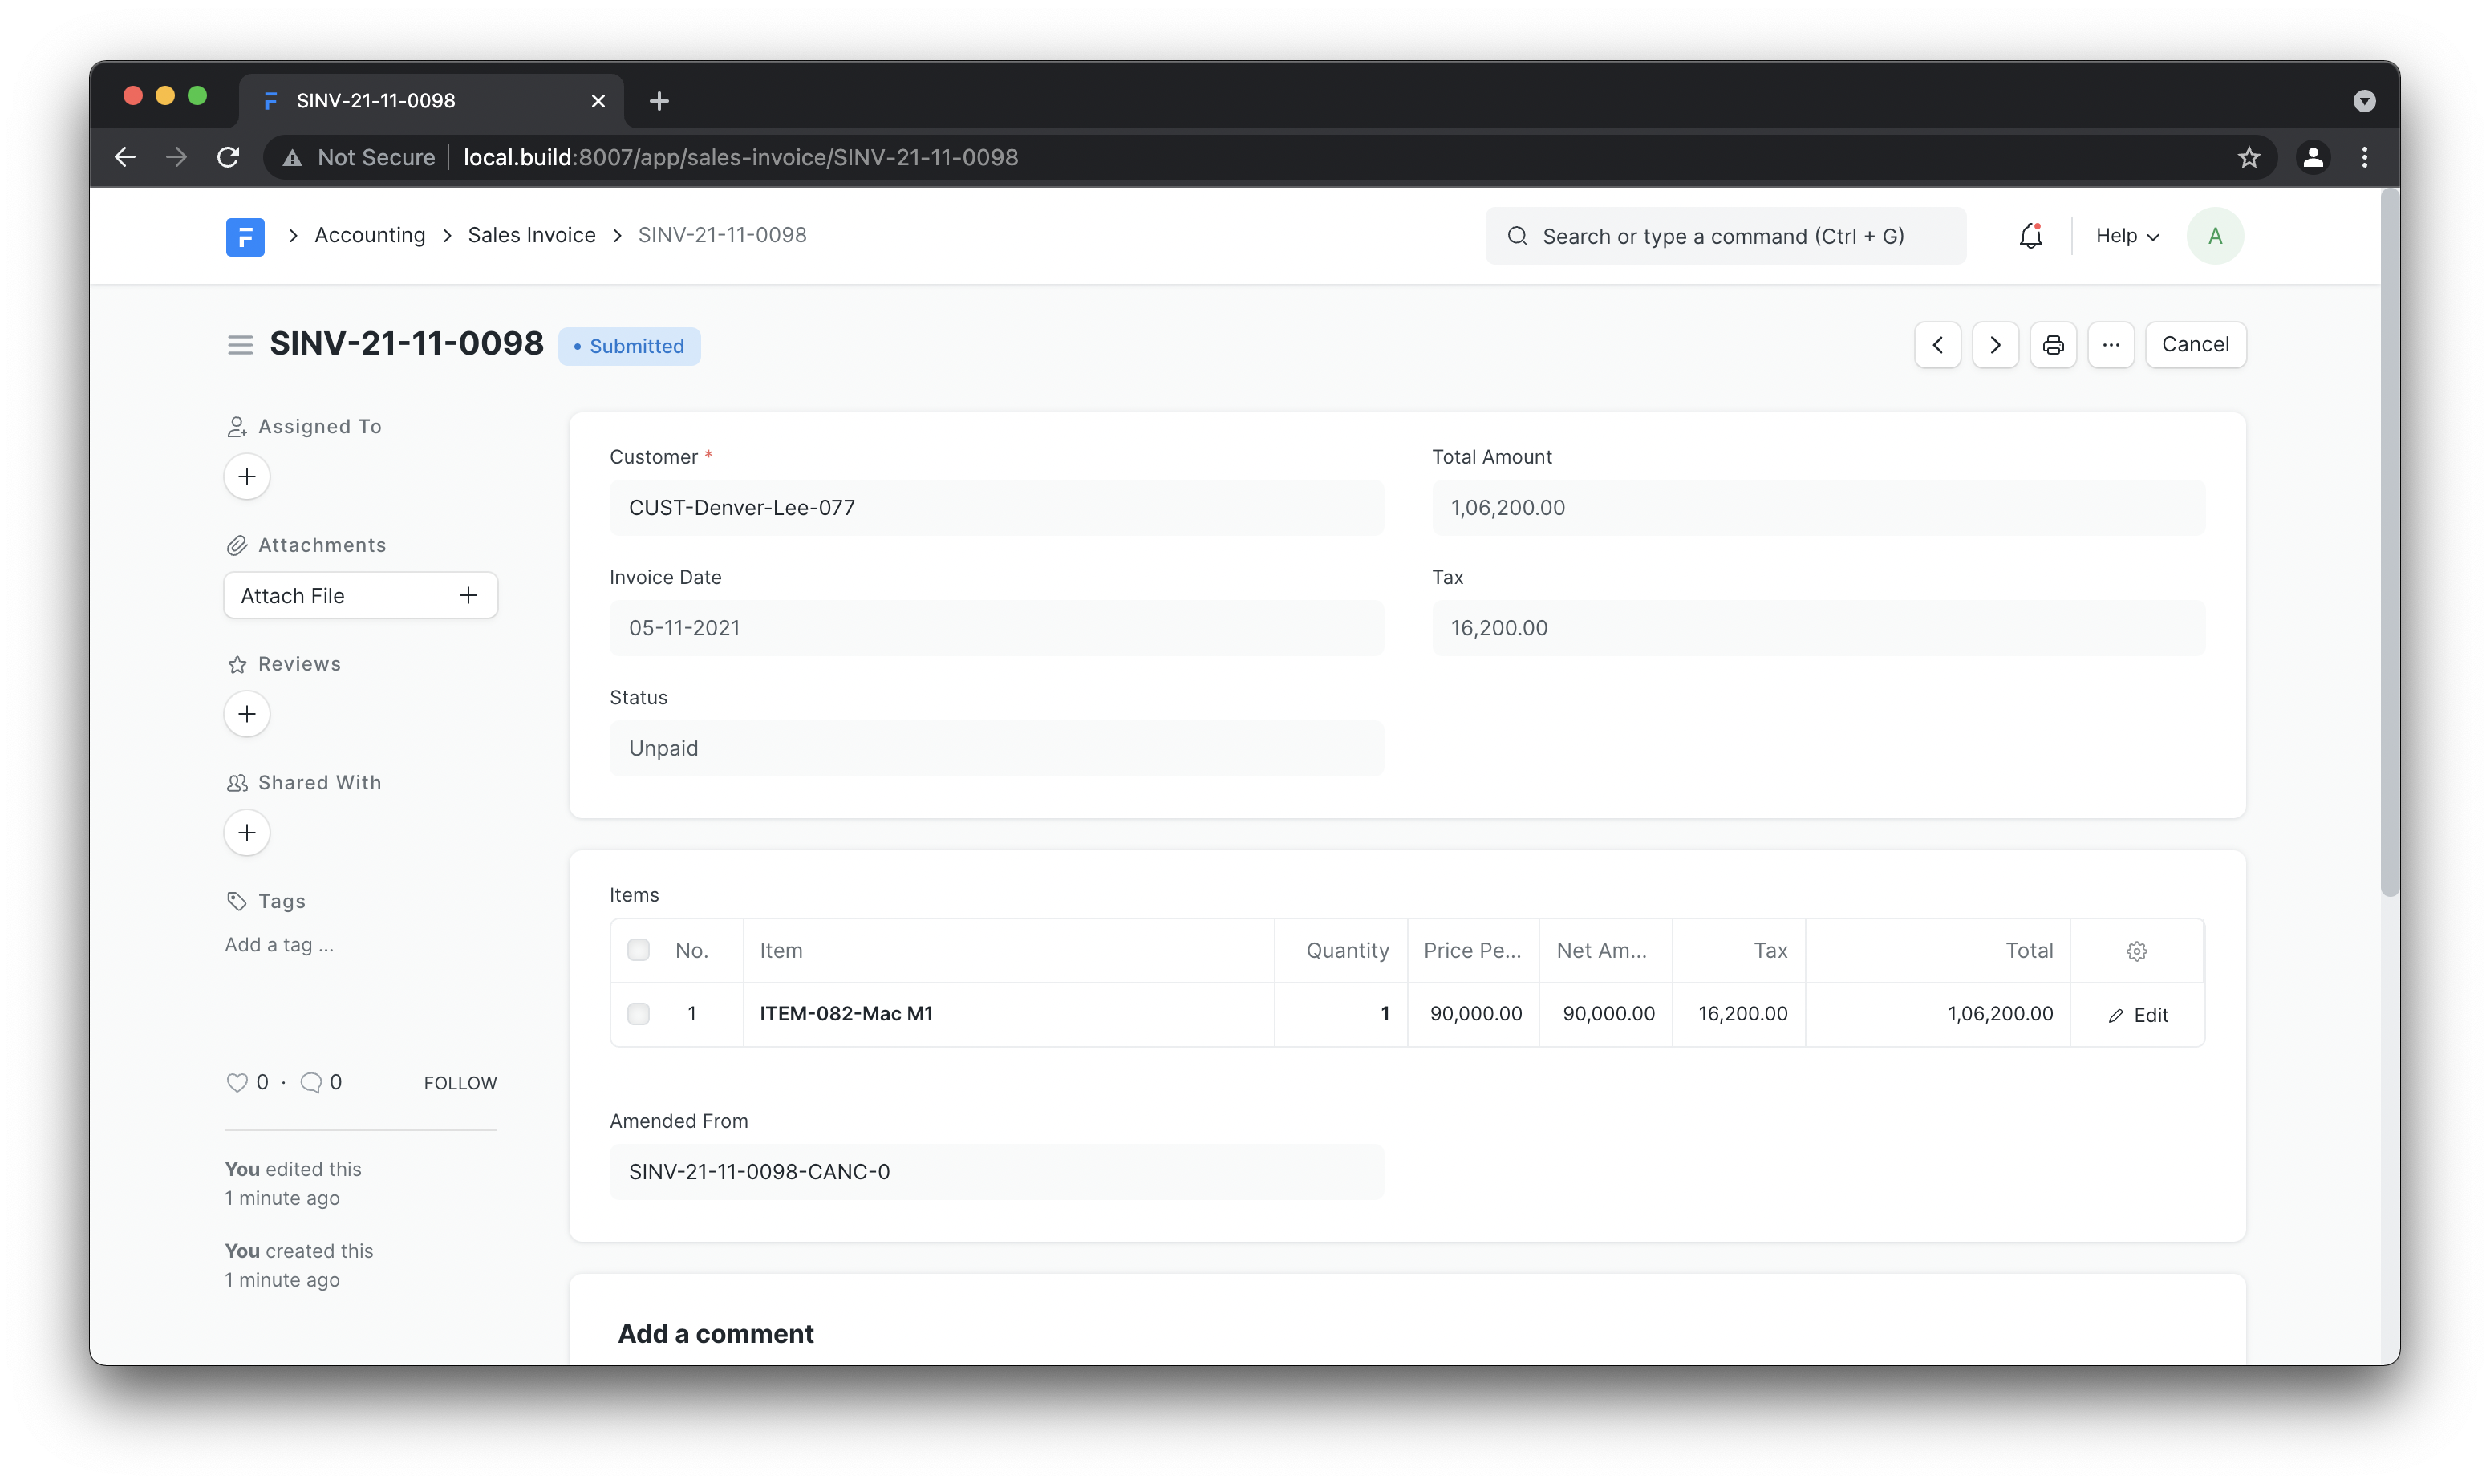 SINV-21-11-0098
Not Secure local.build:8007/app/sales-invoice/SINV-21-11-0098
Accounting Sales Invoice SINV-21-11-0098 Search or type a command (Ctrl + G) Help A
SINV-21-11-0098 • Submitted ... Cancel
Assigned To
Attachments
Attach File
Reviews
Shared With
Tags
Add a tag ...
0 · 0 FOLLOW
You edited this
1 minute ago
You created this
1 minute ago
Customer * Total Amount
CUST-Denver-Lee-077 1,06,200.00
Invoice Date Tax
05-11-2021 16,200.00
Status
Unpaid
Items
No. Item Quantity Price Pe... Net Am... Tax Total
1 ITEM-082-Mac M1 1 90,000.00 90,000.00 16,200.00 1,06,200.00 Edit
Amended From
SINV-21-11-0098-CANC-0
Add a comment